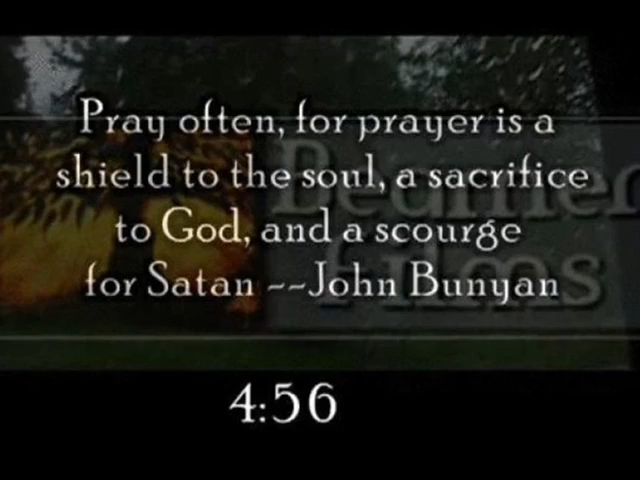 Pray often, for prayer is a
shield to the soul, a sacrifice
to God, and a scourge
for Satan --John Bunyan
Films
4:56